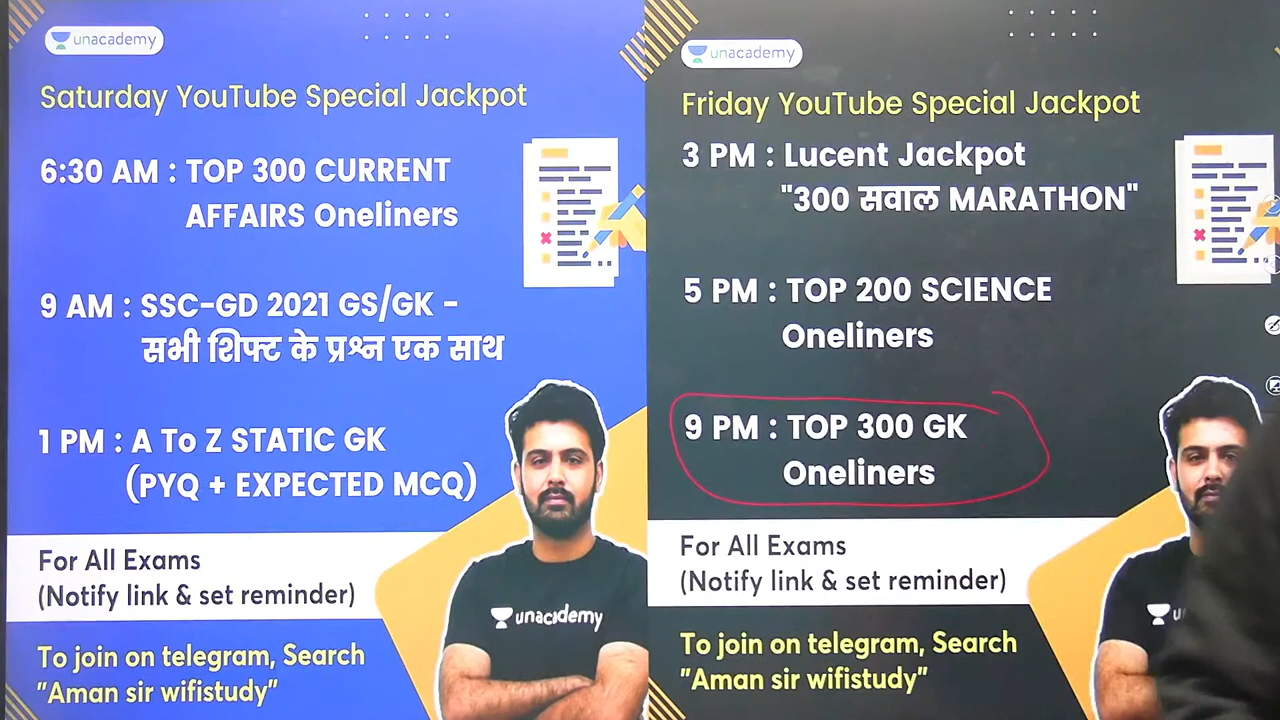 unacademy
Saturday YouTube Special Jackpot
6:30 AM : TOP 300 CURRENT
AFFAIRS Oneliners
9 AM : SSC-GD 2021 GS/GK -
सभी शिफ्ट के प्रश्न एक साथ
1 PM : A To Z STATIC GK
(PYQ + EXPECTED MCQ)
For All Exams
(Notify link & set reminder)
To join on telegram, Search
"Aman sir wifistudy"
unacademy
unacademy
Friday YouTube Special Jackpot
3 PM : Lucent Jackpot
"300 सवाल MARATHON"
5 PM : TOP 200 SCIENCE
Oneliners
9 PM : TOP 300 GK
Oneliners
For All Exams
(Notify link & set reminder)
To join on telegram, Search
"Aman sir wifistudy"